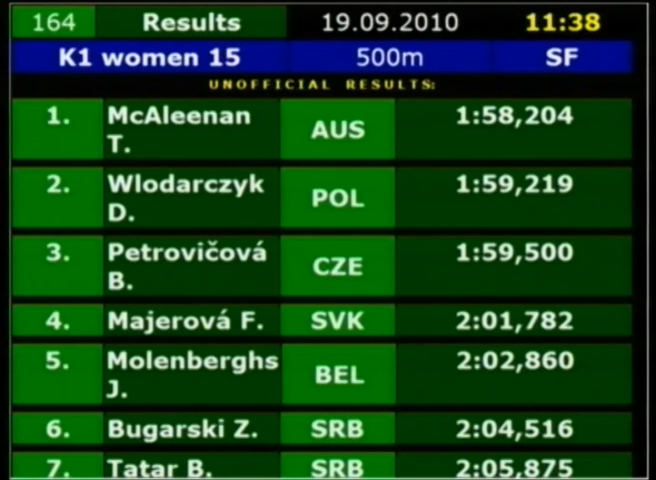 164 Results 19.09.2010 11:38
K1 women 15 500m SF
UNOFFICIAL RESULTS:
1. McAleenan T. AUS 1:58,204
2. Wlodarczyk D. POL 1:59,219
3. Petrovičová B. CZE 1:59,500
4. Majerová F. SVK 2:01,782
5. Molenberghs J. BEL 2:02,860
6. Bugarski Z. SRB 2:04,516
7. Tatar B. SRB 2:05,875